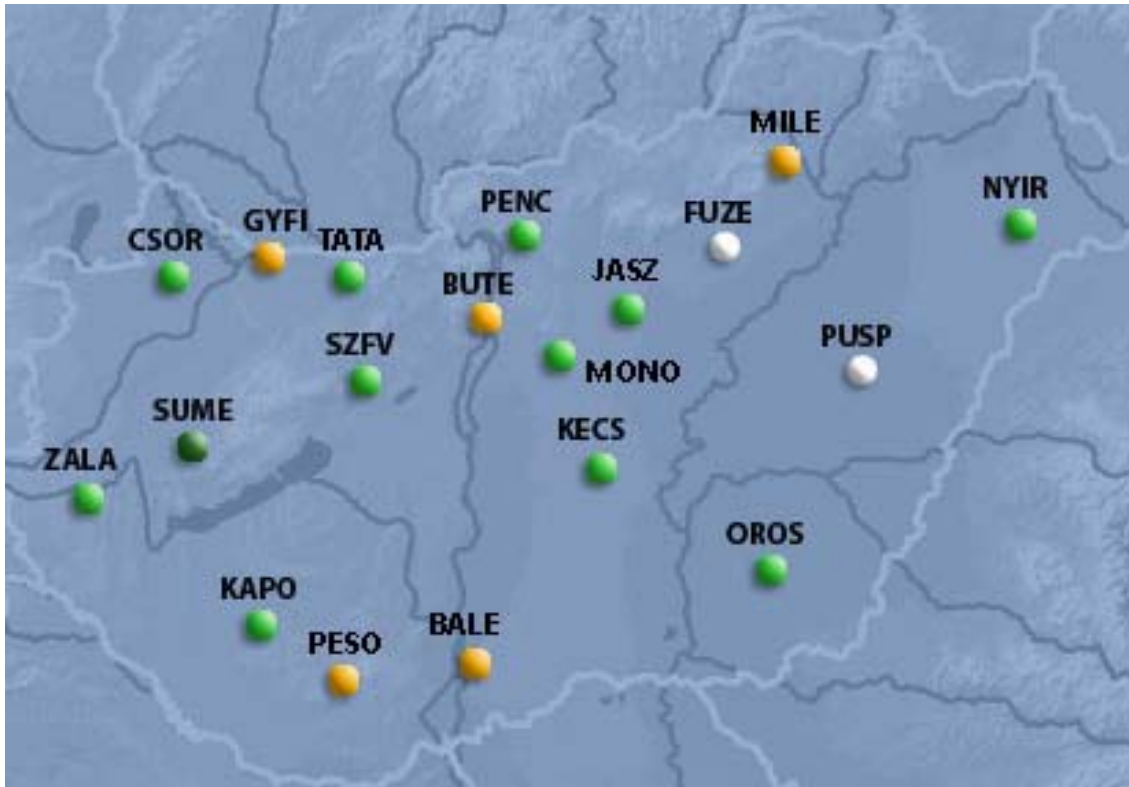 MILE
NYIR
PENC
FUZE
GYFI
CSOR
TATA
JASZ
BUTE
PUSP
SZFV
MONO
SUME
KECS
ZALA
OROS
KAPO
BALE
PESO